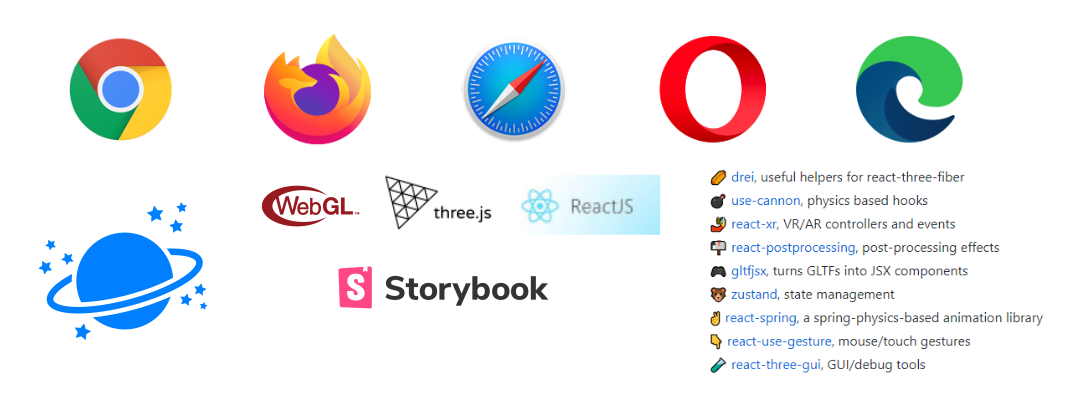 WebGL™
three.js
ReactJS
S Storybook
drei, useful helpers for react-three-fiber
use-cannon, physics based hooks
react-xr, VR/AR controllers and events
react-postprocessing, post-processing effects
gltfjsx, turns GLTFs into JSX components
zustand, state management
react-spring, a spring-physics-based animation library
react-use-gesture, mouse/touch gestures
react-three-gui, GUI/debug tools